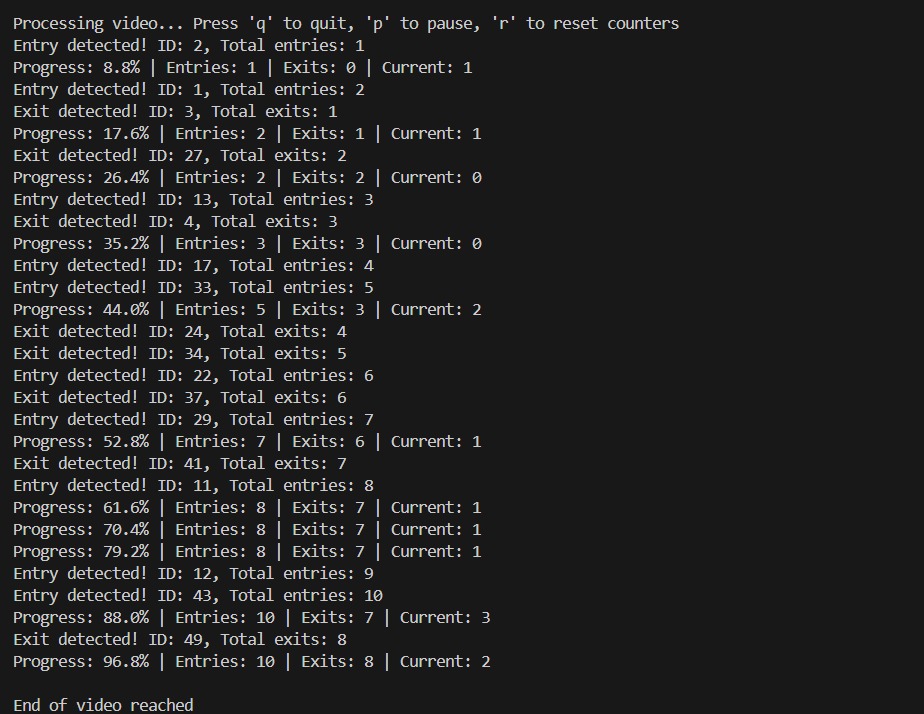 Processing video... Press 'q' to quit, 'p' to pause, 'r' to reset counters
Entry detected! ID: 2, Total entries: 1
Progress: 8.8% | Entries: 1 | Exits: 0 | Current: 1
Entry detected! ID: 1, Total entries: 2
Exit detected! ID: 3, Total exits: 1
Progress: 17.6% | Entries: 2 | Exits: 1 | Current: 1
Exit detected! ID: 27, Total exits: 2
Progress: 26.4% | Entries: 2 | Exits: 2 | Current: 0
Entry detected! ID: 13, Total entries: 3
Exit detected! ID: 4, Total exits: 3
Progress: 35.2% | Entries: 3 | Exits: 3 | Current: 0
Entry detected! ID: 17, Total entries: 4
Entry detected! ID: 33, Total entries: 5
Progress: 44.0% | Entries: 5 | Exits: 3 | Current: 2
Exit detected! ID: 24, Total exits: 4
Exit detected! ID: 34, Total exits: 5
Entry detected! ID: 22, Total entries: 6
Exit detected! ID: 37, Total exits: 6
Entry detected! ID: 29, Total entries: 7
Progress: 52.8% | Entries: 7 | Exits: 6 | Current: 1
Exit detected! ID: 41, Total exits: 7
Entry detected! ID: 11, Total entries: 8
Progress: 61.6% | Entries: 8 | Exits: 7 | Current: 1
Progress: 70.4% | Entries: 8 | Exits: 7 | Current: 1
Progress: 79.2% | Entries: 8 | Exits: 7 | Current: 1
Entry detected! ID: 12, Total entries: 9
Entry detected! ID: 43, Total entries: 10
Progress: 88.0% | Entries: 10 | Exits: 7 | Current: 3
Exit detected! ID: 49, Total exits: 8
Progress: 96.8% | Entries: 10 | Exits: 8 | Current: 2
End of video reached